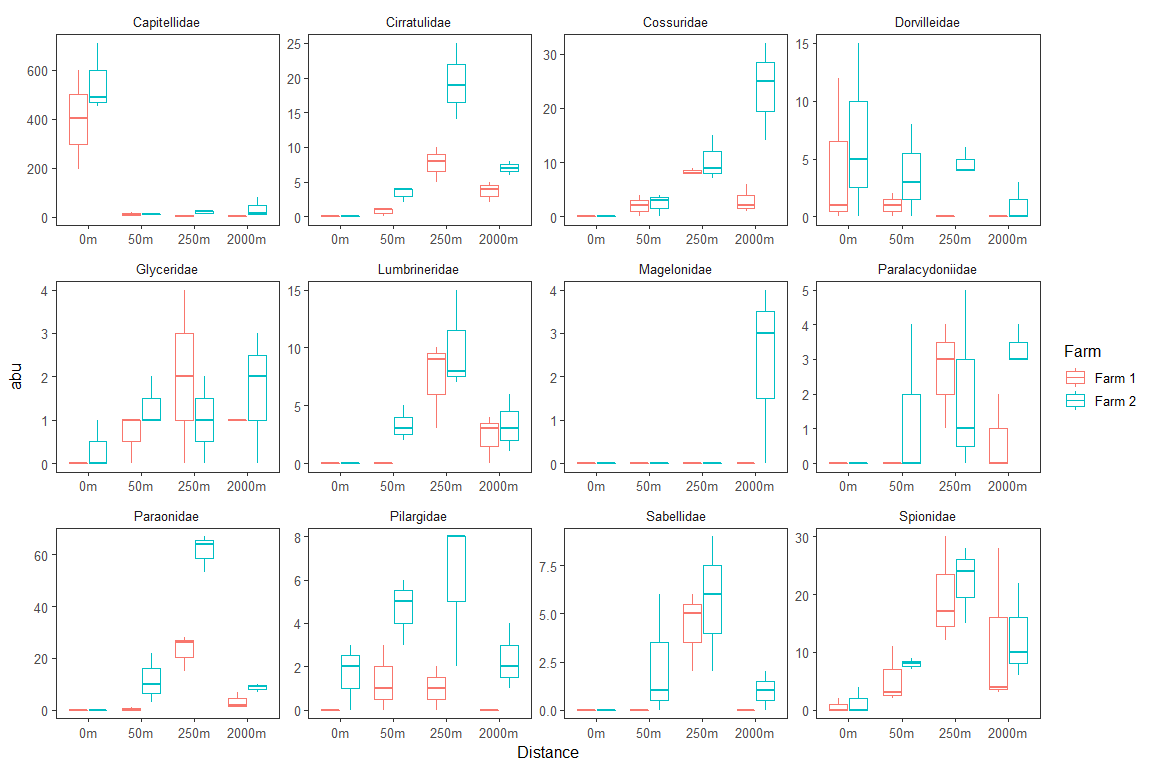 Capitellidae
Cirratulidae
Cossuridae
Dorvilleidae
600
400
200
0
0m 50m 250m 2000m
25
20
15
10
5
0
0m 50m 250m 2000m
30
20
10
0
0m 50m 250m 2000m
15
10
5
0
0m 50m 250m 2000m
Glyceridae
Lumbrineridae
Magelonidae
Paralacydoniidae
4
3
2
1
0
0m 50m 250m 2000m
15
10
5
0
0m 50m 250m 2000m
4
3
2
1
0
0m 50m 250m 2000m
5
4
3
2
1
0
0m 50m 250m 2000m
Paraonidae
Pilargidae
Sabellidae
Spionidae
60
40
20
0
0m 50m 250m 2000m
8
6
4
2
0
0m 50m 250m 2000m
7.5
5.0
2.5
0.0
0m 50m 250m 2000m
30
20
10
0
0m 50m 250m 2000m
abu
Distance
Farm
Farm 1
Farm 2